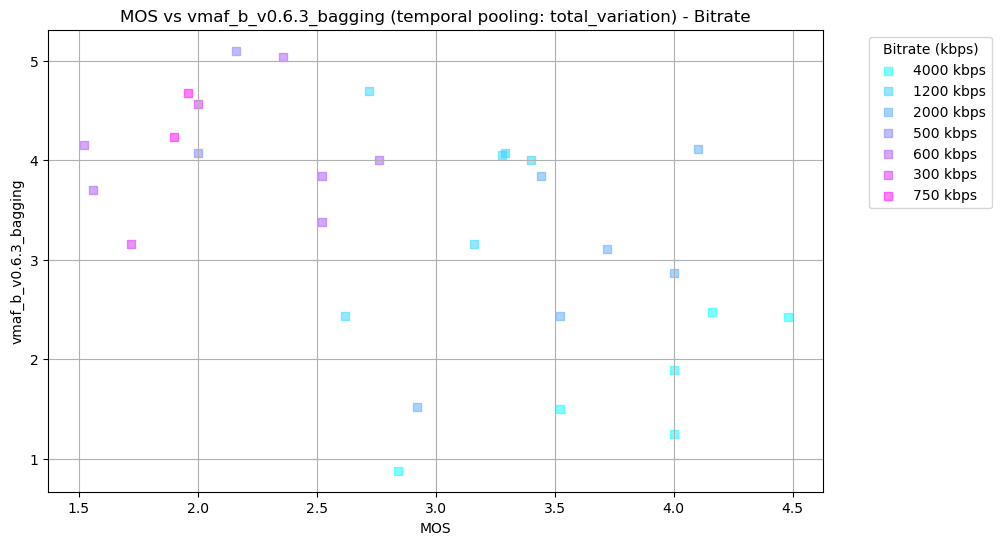 MOS vs vmaf_b_v0.6.3_bagging (temporal pooling: total_variation) - Bitrate
Bitrate (kbps)
4000 kbps
1200 kbps
2000 kbps
500 kbps
600 kbps
300 kbps
750 kbps
vmaf_b_v0.6.3_bagging
5
4
3
2
1
1.5 2.0 2.5 3.0 3.5 4.0 4.5
MOS